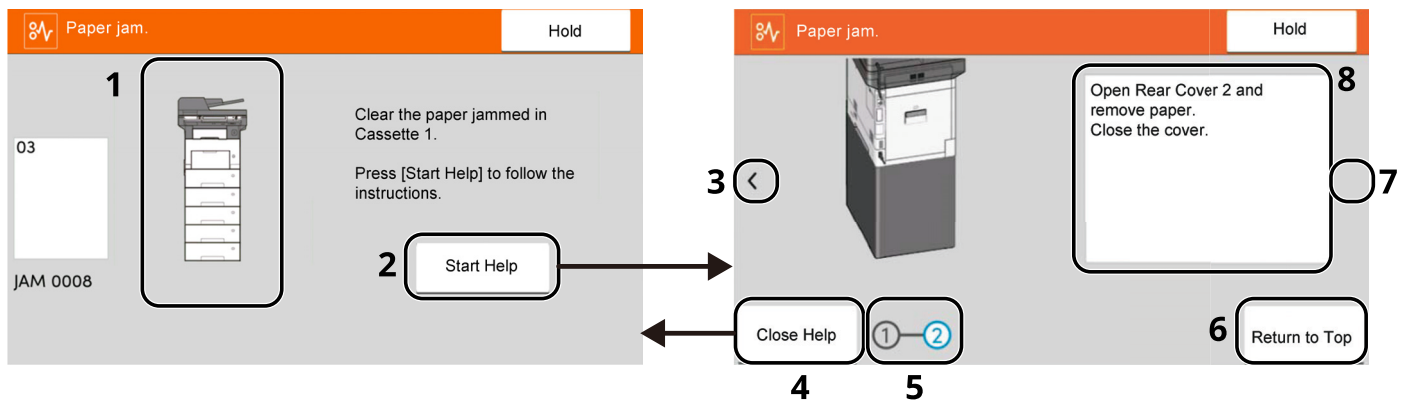 Paper jam.
Hold
1
03
JAM 0008
Clear the paper jammed in
Cassette 1.
Press [Start Help] to follow the
instructions.
2
Start Help
Paper jam.
Hold
3
Open Rear Cover 2 and
remove paper.
Close the cover.
8
7
Close Help
4
1
2
5
6
Return to Top